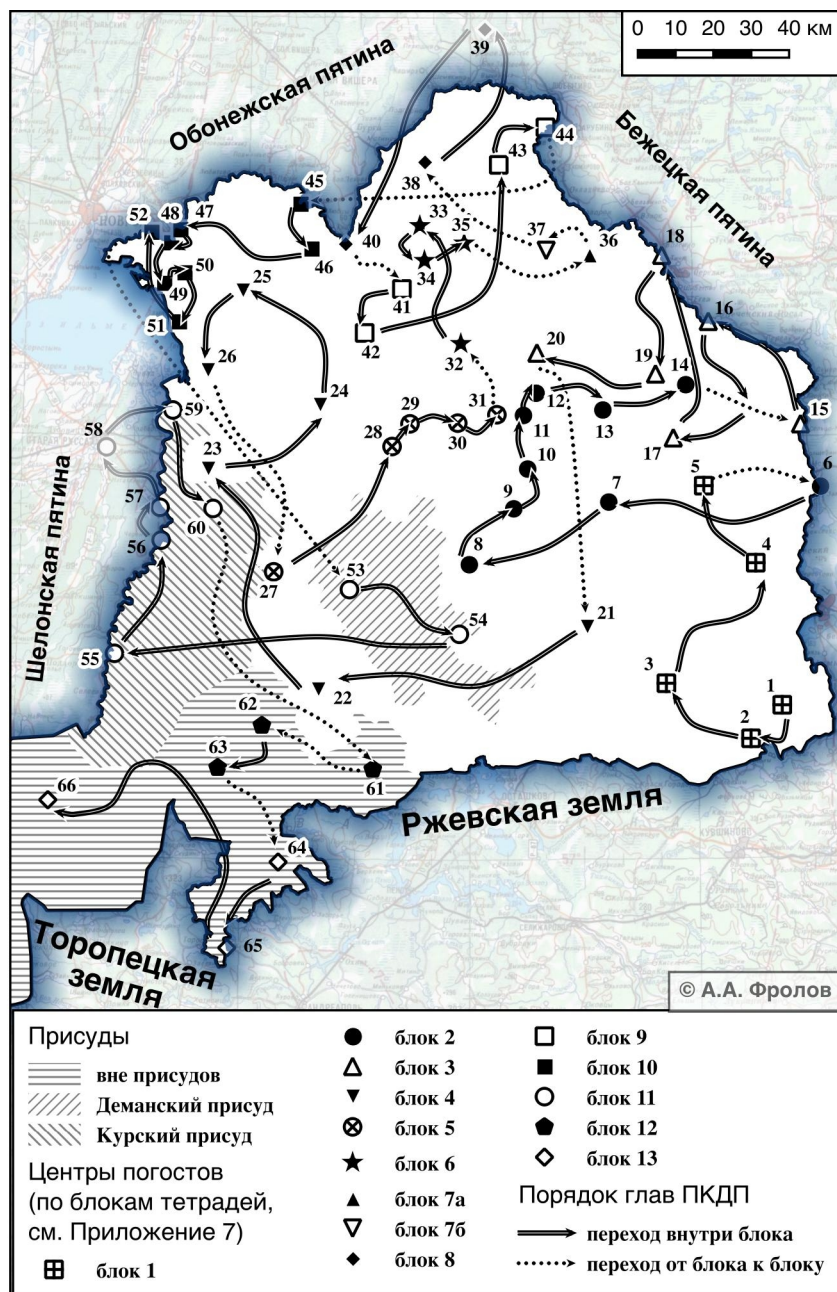 0 10 20 30 40 км
Обонежская пятина
Бежецкая пятина
Шелонская пятина
Ржевская земля
Торопецкая
земля
39
44
43
45
38
33
35
52
48
47
40
37
36
18
34
46
50
25
41
49
16
51
42
20
32
19
14
26
12
24
31
15
59
29
11
13
28
30
17
58
23
10
5
6
57
9
7
60
56
8
4
27
53
21
54
55
3
22
1
62
2
63
61
66
64
65
© А.А. Фролов
Присуды
вне присудов
Деманский присуд
Курский присуд
Центры погостов
(по блокам тетрадей,
см. Приложение 7)
блок 1
блок 2
блок 3
блок 4
блок 5
блок 6
блок 7а
блок 7б
блок 8
блок 9
блок 10
блок 11
блок 12
блок 13
Порядок глав ПКДП
переход внутри блока
переход от блока к блоку